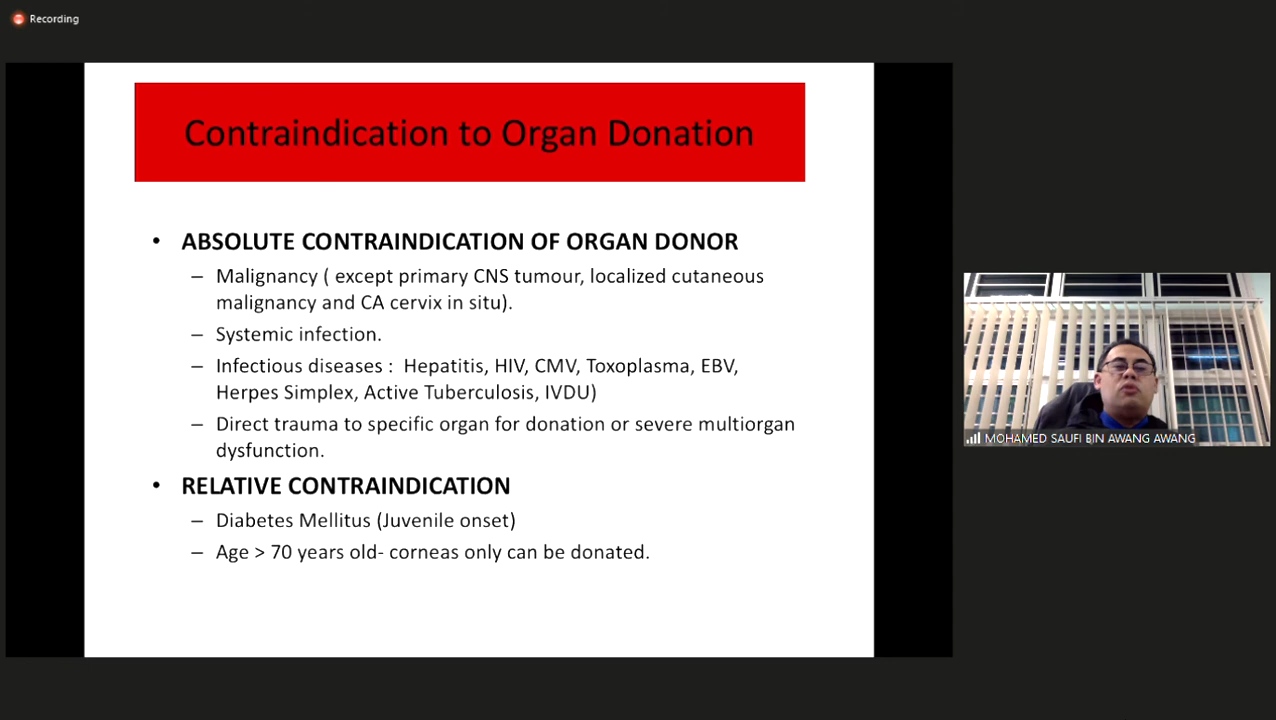 Recording
Contraindication to Organ Donation
• ABSOLUTE CONTRAINDICATION OF ORGAN DONOR
– Malignancy ( except primary CNS tumour, localized cutaneous
malignancy and CA cervix in situ).
– Systemic infection.
– Infectious diseases : Hepatitis, HIV, CMV, Toxoplasma, EBV,
Herpes Simplex, Active Tuberculosis, IVDU)
– Direct trauma to specific organ for donation or severe multiorgan
dysfunction.
• RELATIVE CONTRAINDICATION
– Diabetes Mellitus (Juvenile onset)
– Age > 70 years old- corneas only can be donated.
MOHAMED SAUFI BIN AWANG AWANG